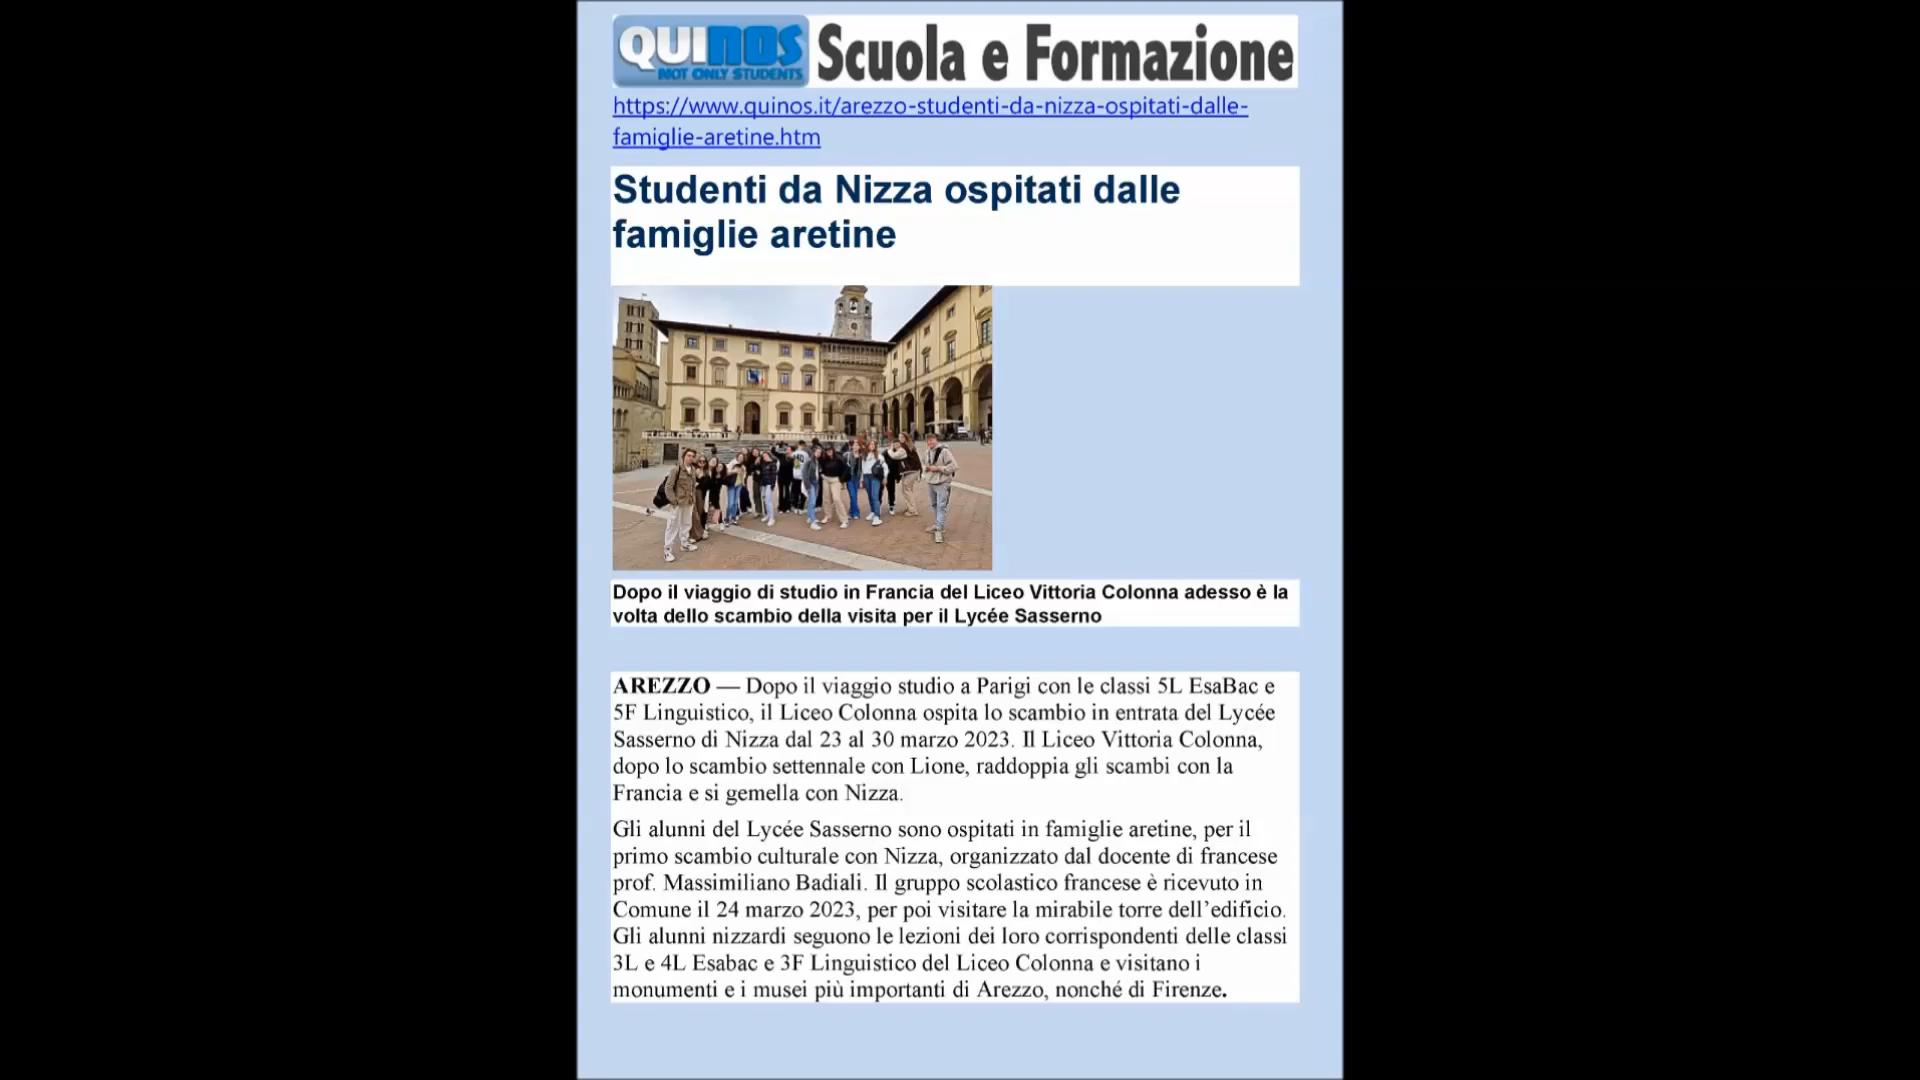 QUINOS
NOT ONLY STUDENTS
Scuola e Formazione
https://www.quinos.it/arezzo-studenti-da-nizza-ospitati-dalle-
famiglie-aretine.htm
Studenti da Nizza ospitati dalle
famiglie aretine
Dopo il viaggio di studio in Francia del Liceo Vittoria Colonna adesso è la
volta dello scambio della visita per il Lycée Sasserno
AREZZO — Dopo il viaggio studio a Parigi con le classi 5L EsaBac e
5F Linguistico, il Liceo Colonna ospita lo scambio in entrata del Lycée
Sasserno di Nizza dal 23 al 30 marzo 2023. Il Liceo Vittoria Colonna,
dopo lo scambio settennale con Lione, raddoppia gli scambi con la
Francia e si gemella con Nizza.
Gli alunni del Lycée Sasserno sono ospitati in famiglie aretine, per il
primo scambio culturale con Nizza, organizzato dal docente di francese
prof. Massimiliano Badiali. Il gruppo scolastico francese è ricevuto in
Comune il 24 marzo 2023, per poi visitare la mirabile torre dell’edificio.
Gli alunni nizzardi seguono le lezioni dei loro corrispondenti delle classi
3L e 4L Esabac e 3F Linguistico del Liceo Colonna e visitano i
monumenti e i musei più importanti di Arezzo, nonché di Firenze.